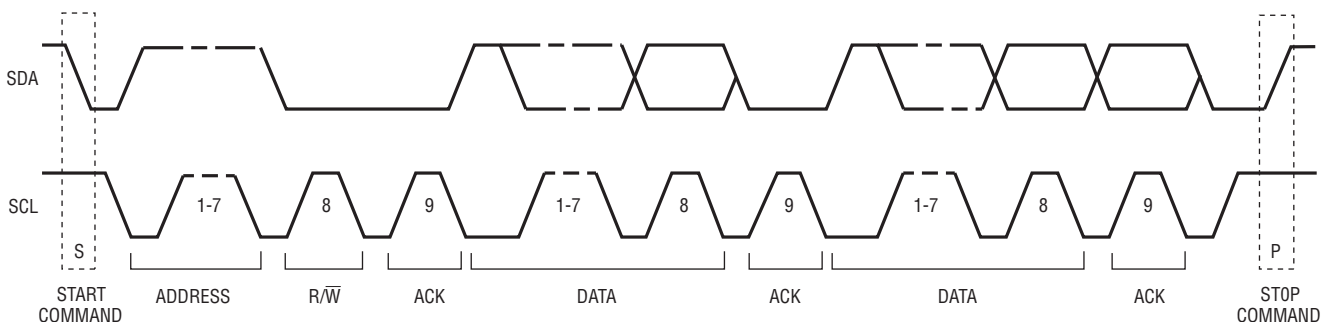 SDA
SCL
1-7
8
9
1-7
8
9
1-7
8
9
S
P
START
COMMAND
ADDRESS
R/W̅
ACK
DATA
ACK
DATA
ACK
ST0P
COMMAND